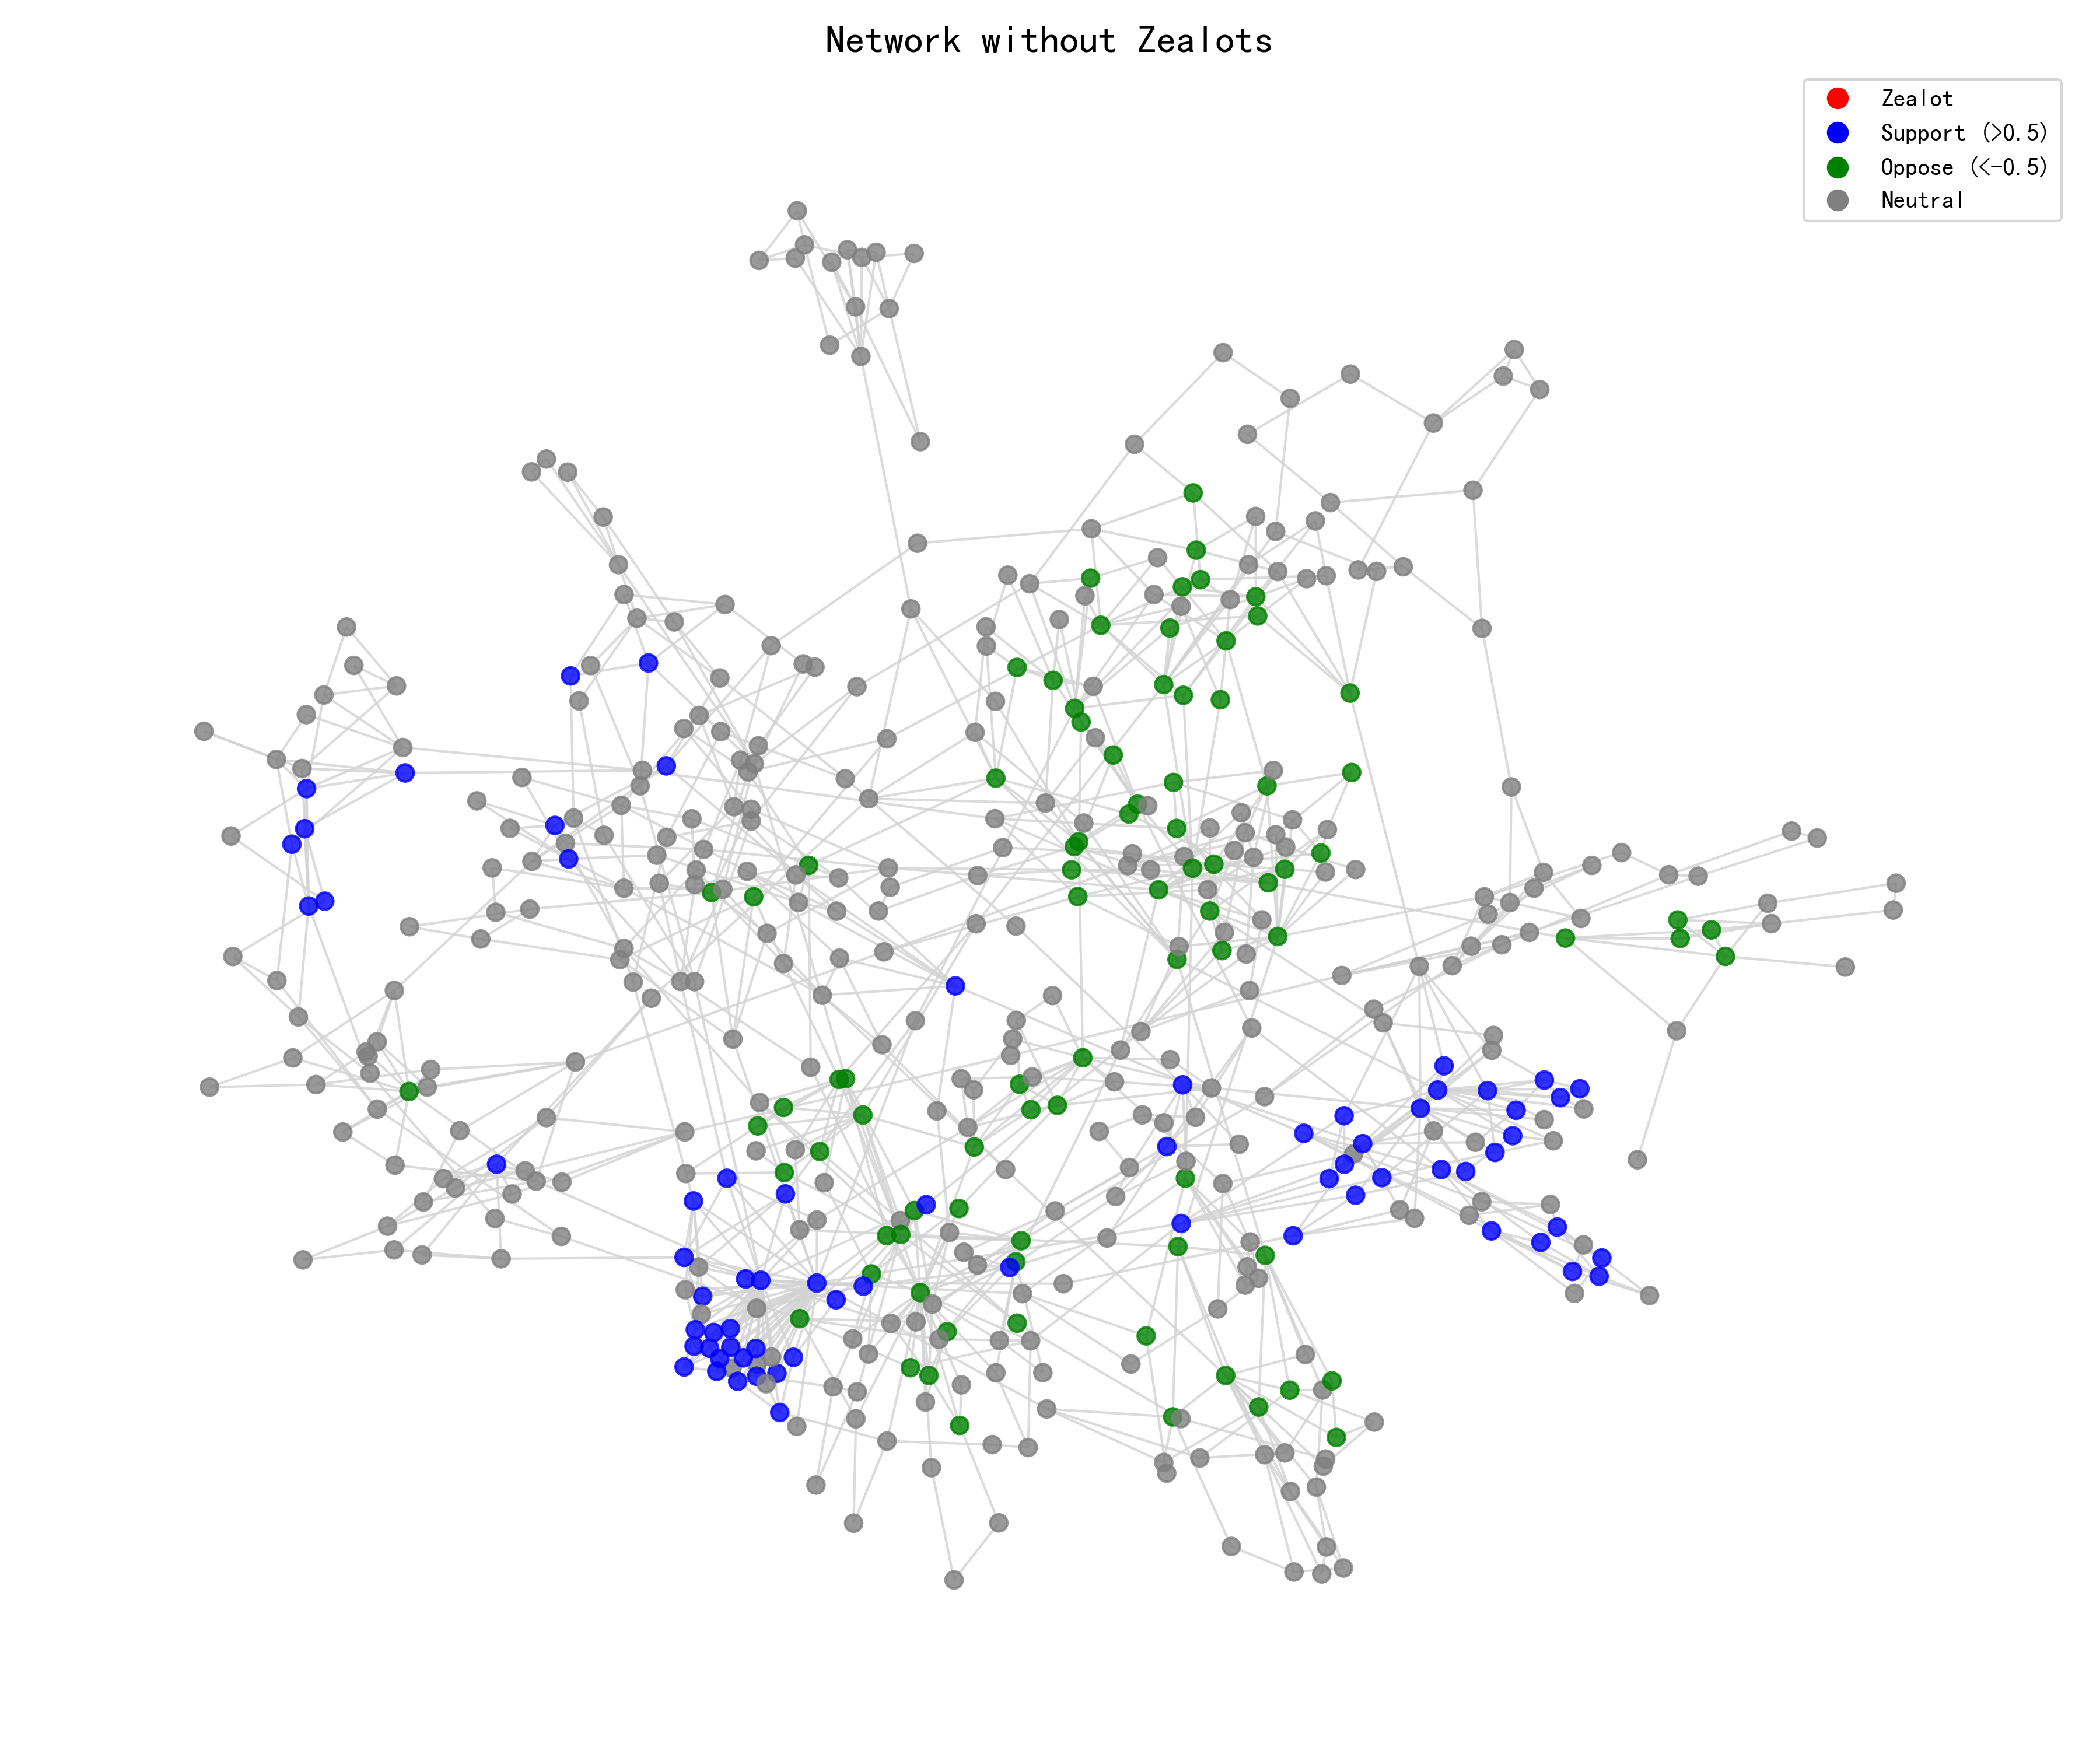 Network without Zealots
Zealot
Support (>0.5)
Oppose (<-0.5)
Neutral